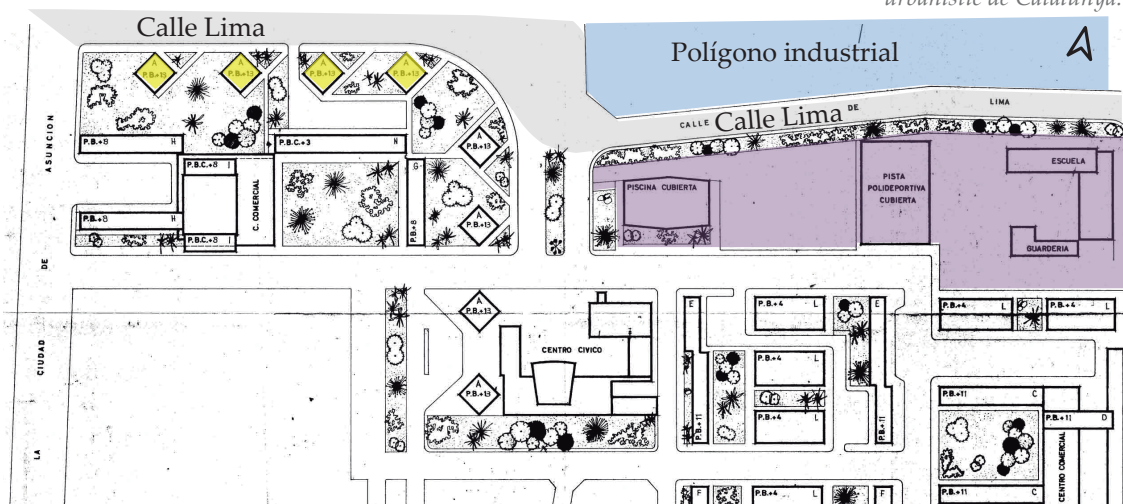 urbanístic de Catalunya.
Calle Lima
Polígono industrial
A
P.B.+13
A
P.B.+13
A
P.B.+13
A
P.B.+13
CALLE
Calle Lima
DE
LIMA
ASUNCION
DE
CIUDAD
LA
P.B.+8 H
P.B.C.+3 N
P.B.C.+8 I
C. COMERCIAL
G
P.B.+8
A
P.B.+13
PISCINA CUBIERTA
PISTA
POLIDEPORTIVA
CUBIERTA
ESCUELA
GUARDERIA
P.B.+8 H
P.B.C.+8 I
A
P.B.+13
A
P.B.+13
CENTRO CIVICO
A
P.B.+13
E
P.B.+11
P.B.+4 L
P.B.+4 L
P.B.+4 L
E
P.B.+11
P.B.+4 L
P.B.+4 L
P.B.+11 C
P.B.+11 D
CENTRO COMERCIAL
P.B.+11 C
F
P.B.+4 L
F